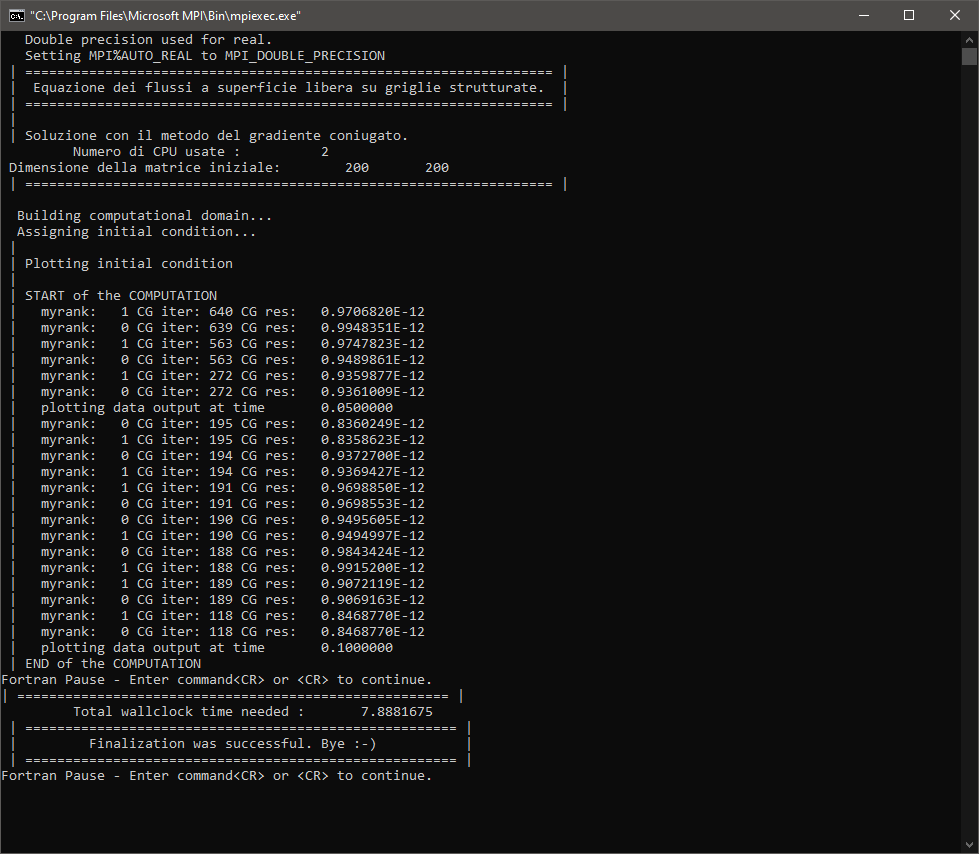 "C:\Program Files\Microsoft MPI\Bin\mpiexec.exe"
Double precision used for real.
Setting MPI%AUTO_REAL to MPI_DOUBLE_PRECISION
| ================================================================== |
|  Equazione dei flussi a superficie libera su griglie strutturate.  |
| ================================================================== |
|
| Soluzione con il metodo del gradiente coniugato.
Numero di CPU usate :          2
Dimensione della matrice iniziale:        200       200
| ================================================================== |
Building computational domain...
Assigning initial condition...
|
| Plotting initial condition
|
| START of the COMPUTATION
|   myrank:   1 CG iter: 640 CG res:   0.9706820E-12
|   myrank:   0 CG iter: 639 CG res:   0.9948351E-12
|   myrank:   1 CG iter: 563 CG res:   0.9747823E-12
|   myrank:   0 CG iter: 563 CG res:   0.9489861E-12
|   myrank:   1 CG iter: 272 CG res:   0.9359877E-12
|   myrank:   0 CG iter: 272 CG res:   0.9361009E-12
|   plotting data output at time       0.0500000
|   myrank:   0 CG iter: 195 CG res:   0.8360249E-12
|   myrank:   1 CG iter: 195 CG res:   0.8358623E-12
|   myrank:   0 CG iter: 194 CG res:   0.9372700E-12
|   myrank:   1 CG iter: 194 CG res:   0.9369427E-12
|   myrank:   1 CG iter: 191 CG res:   0.9698850E-12
|   myrank:   0 CG iter: 191 CG res:   0.9698553E-12
|   myrank:   0 CG iter: 190 CG res:   0.9495605E-12
|   myrank:   1 CG iter: 190 CG res:   0.9494997E-12
|   myrank:   0 CG iter: 188 CG res:   0.9843424E-12
|   myrank:   1 CG iter: 188 CG res:   0.9915200E-12
|   myrank:   1 CG iter: 189 CG res:   0.9072119E-12
|   myrank:   0 CG iter: 189 CG res:   0.9069163E-12
|   myrank:   1 CG iter: 118 CG res:   0.8468770E-12
|   myrank:   0 CG iter: 118 CG res:   0.8468770E-12
|   plotting data output at time       0.1000000
| END of the COMPUTATION
Fortran Pause - Enter command<CR> or <CR> to continue.
| ====================================================== |
Total wallclock time needed :       7.8881675
| ====================================================== |
|         Finalization was successful. Bye :-)           |
| ====================================================== |
Fortran Pause - Enter command<CR> or <CR> to continue.